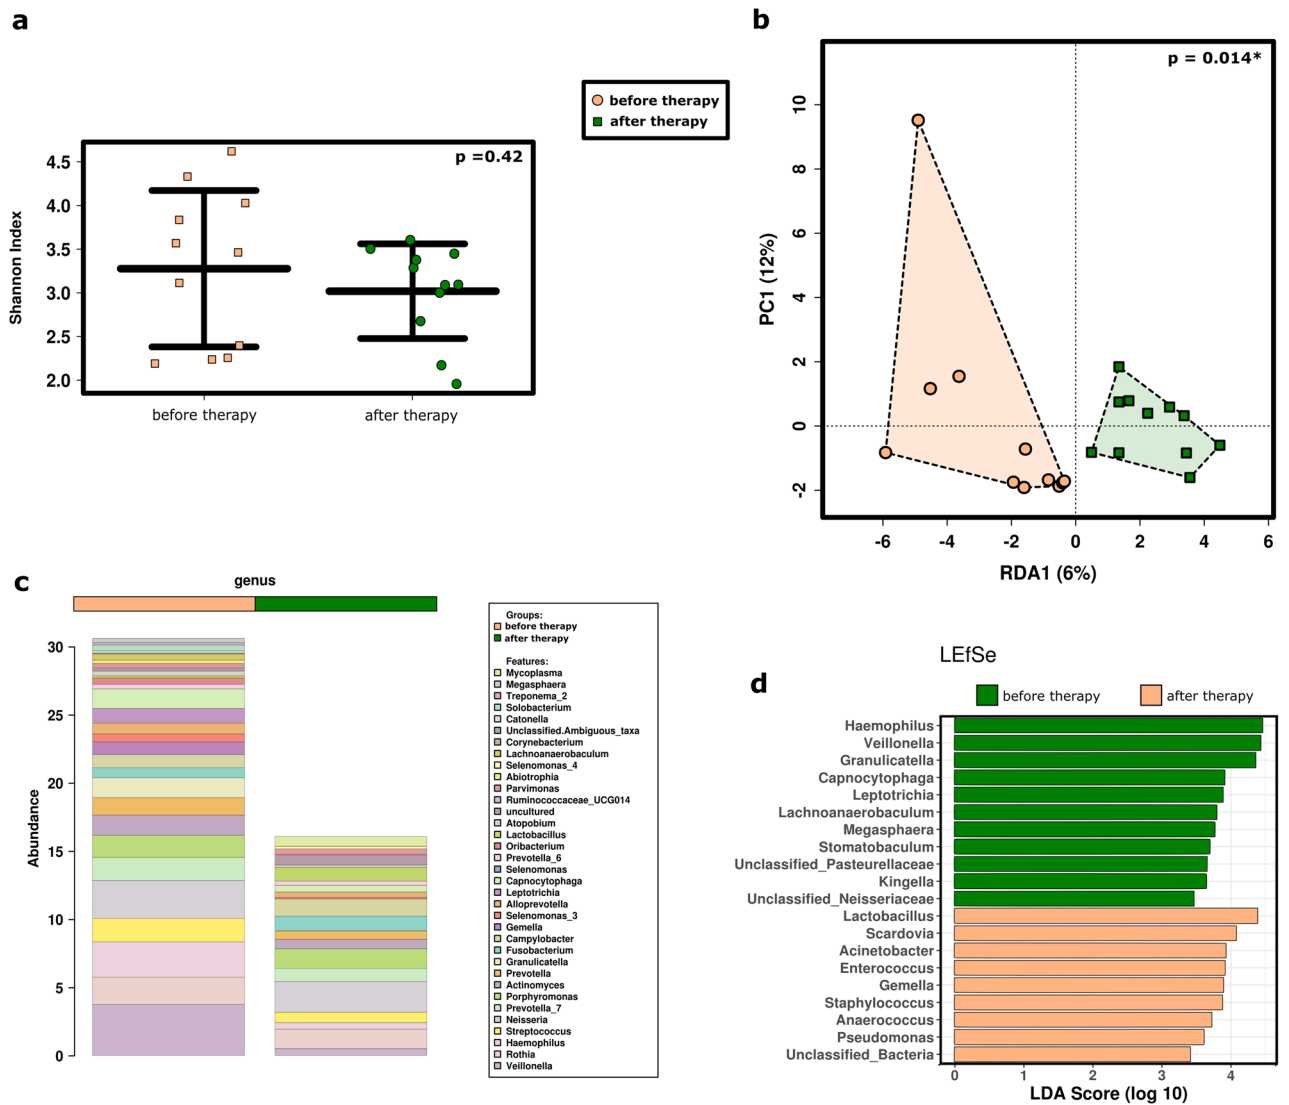 a
before therapy
after therapy
p =0.42
Shannon Index
4.5
4.0
3.5
3.0
2.5
2.0
before therapy
after therapy
b
p = 0.014*
PC1 (12%)
10
8
6
4
2
0
-2
-6
-4
-2
0
2
4
6
RDA1 (6%)
c
genus
Abundance
30
25
20
15
10
5
0
Groups:
before therapy
after therapy
Features:
Mycoplasma
Megasphaera
Treponema_2
Solobacterium
Catonella
Unclassified.Ambiguous_taxa
Corynebacterium
Lachnoanaerobaculum
Selenomonas_4
Abiotrophia
Parvimonas
Ruminococcaceae_UCG014
uncultured
Atopobium
Lactobacillus
Oribacterium
Prevotella_6
Selenomonas
Capnocytophaga
Leptotrichia
Alloprevotella
Selenomonas_3
Gemella
Campylobacter
Fusobacterium
Granulicatella
Prevotella
Actinomyces
Porphyromonas
Prevotella_7
Neisseria
Streptococcus
Haemophilus
Rothia
Veillonella
d
LEfSe
before therapy
after therapy
Haemophilus
Veillonella
Granulicatella
Capnocytophaga
Leptotrichia
Lachnoanaerobaculum
Megasphaera
Stomatobaculum
Unclassified_Pasteurellaceae
Kingella
Unclassified_Neisseriaceae
Lactobacillus
Scardovia
Acinetobacter
Enterococcus
Gemella
Staphylococcus
Anaerococcus
Pseudomonas
Unclassified_Bacteria
0
1
2
3
4
LDA Score (log 10)